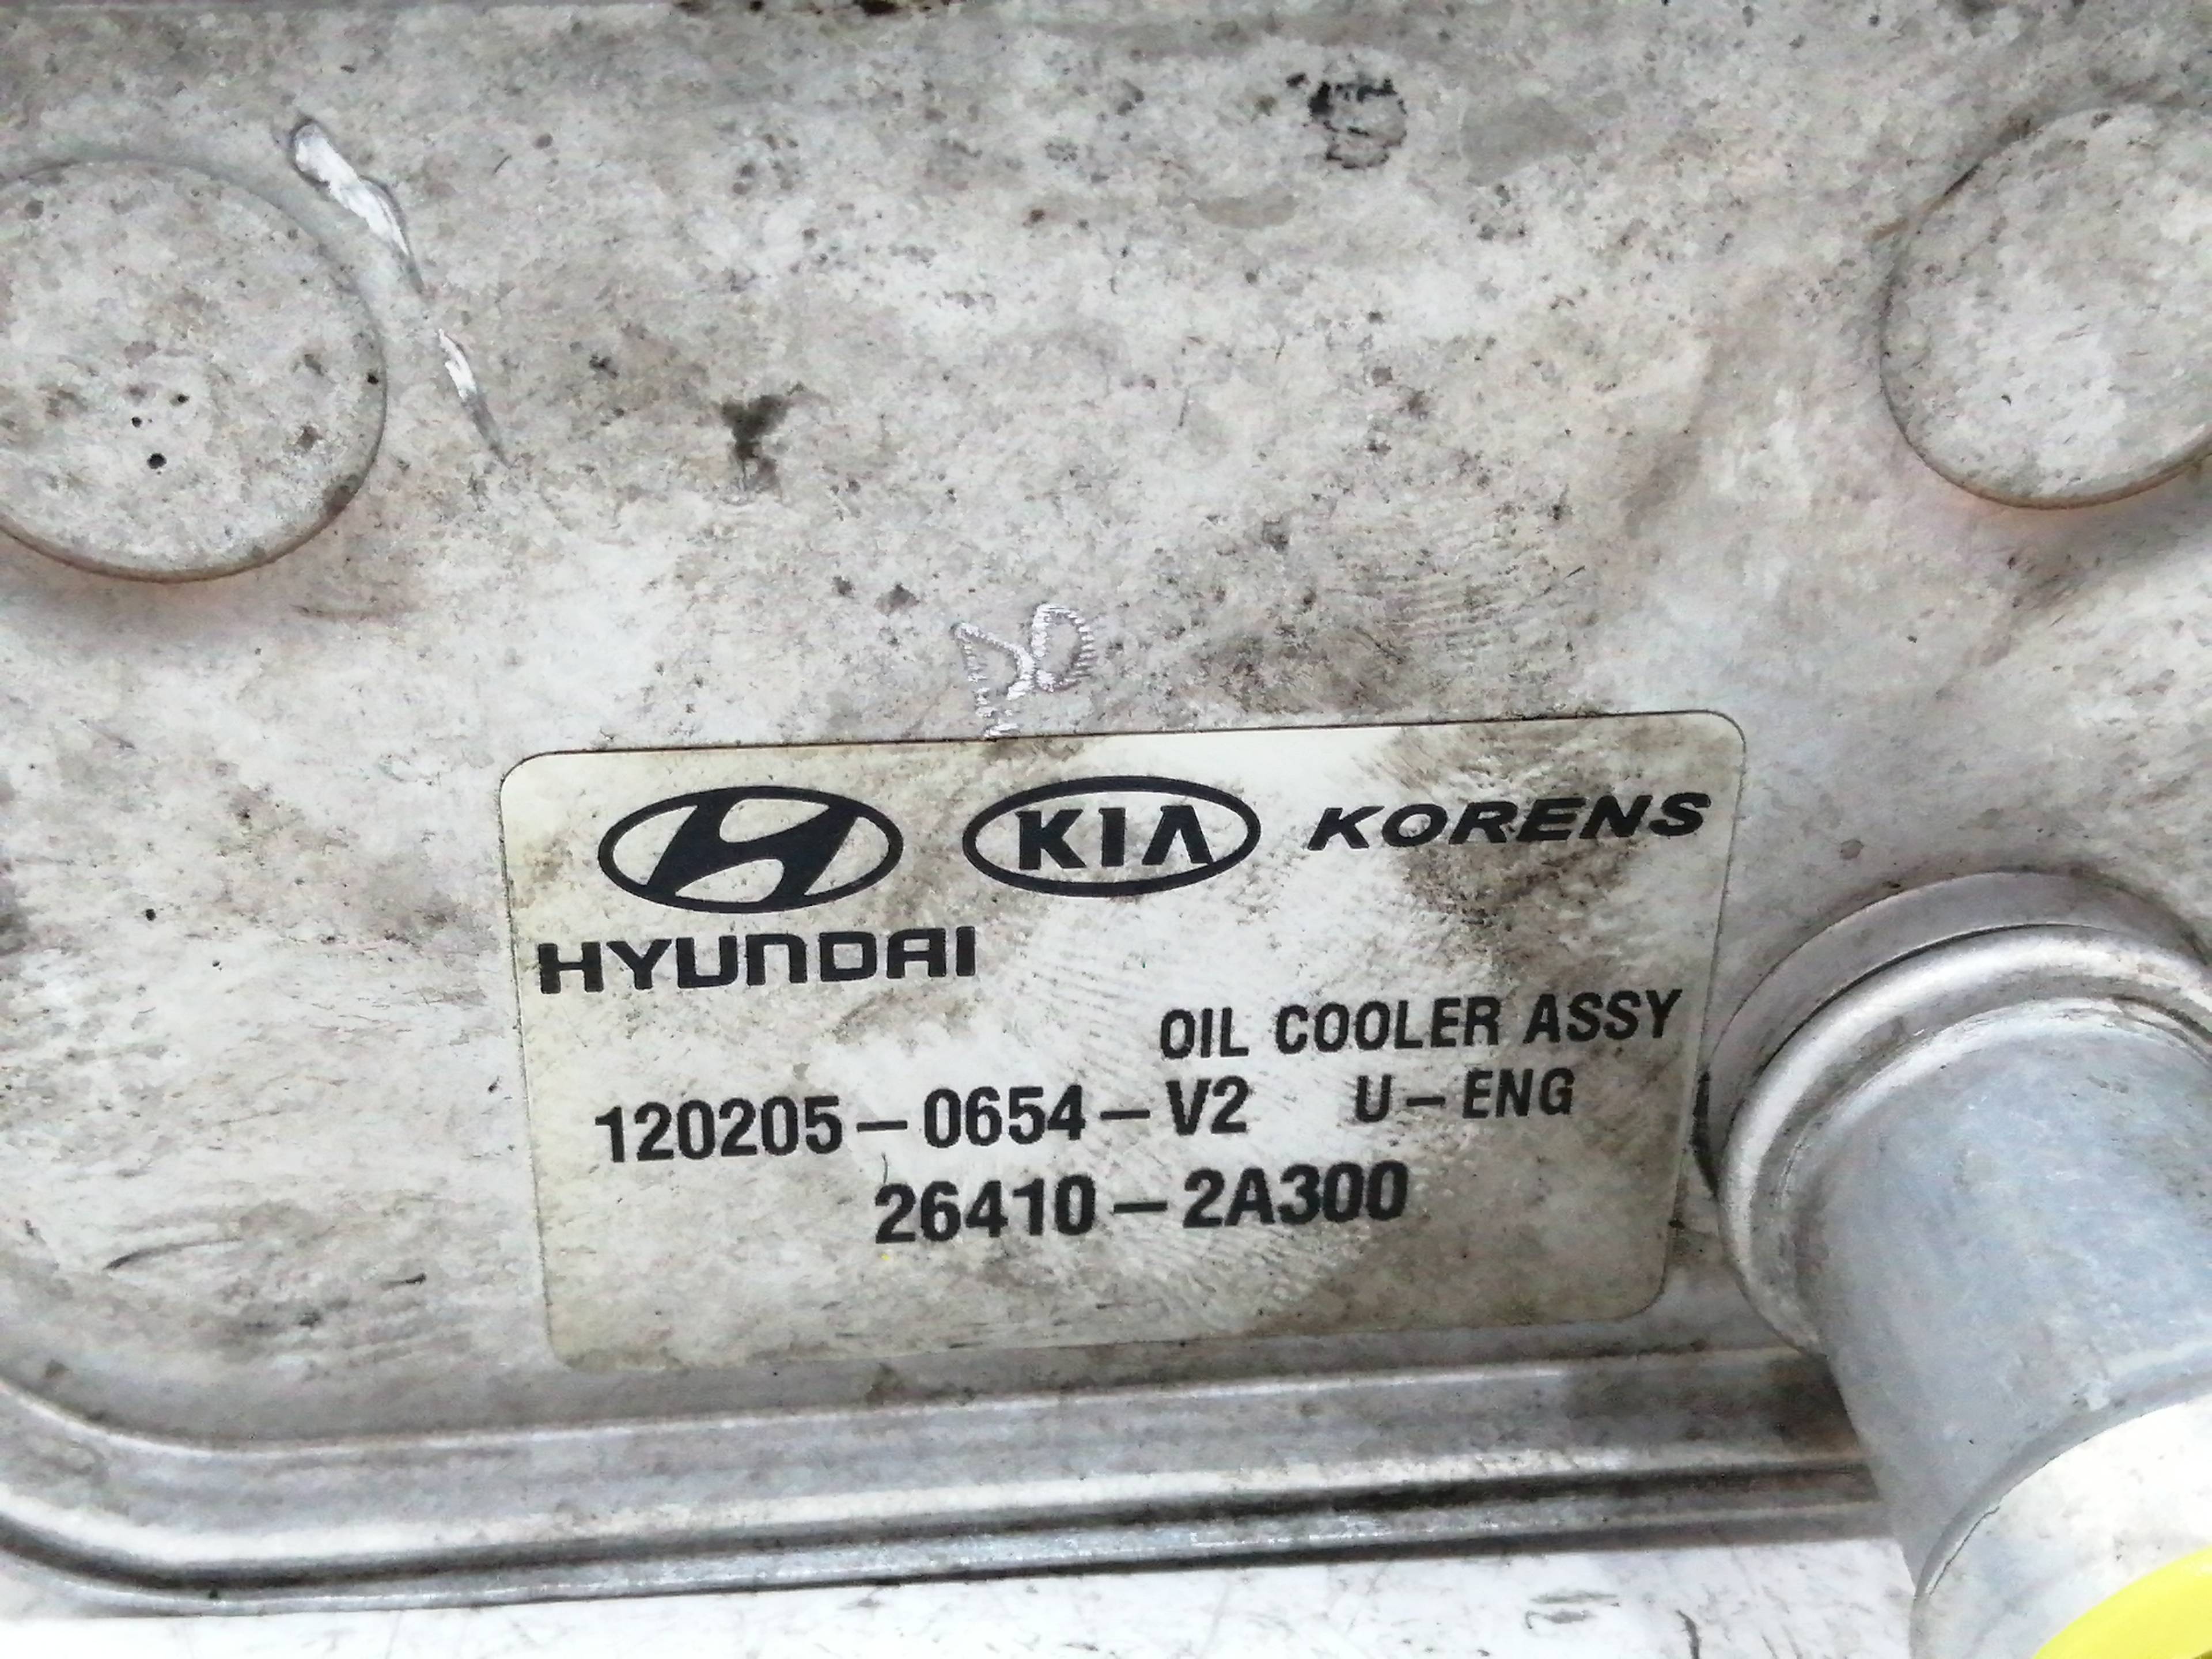 KIA KORENS
HYUNDAI
OIL COOLER ASSY
120205-0654-V2 U-ENG
26410-2A300